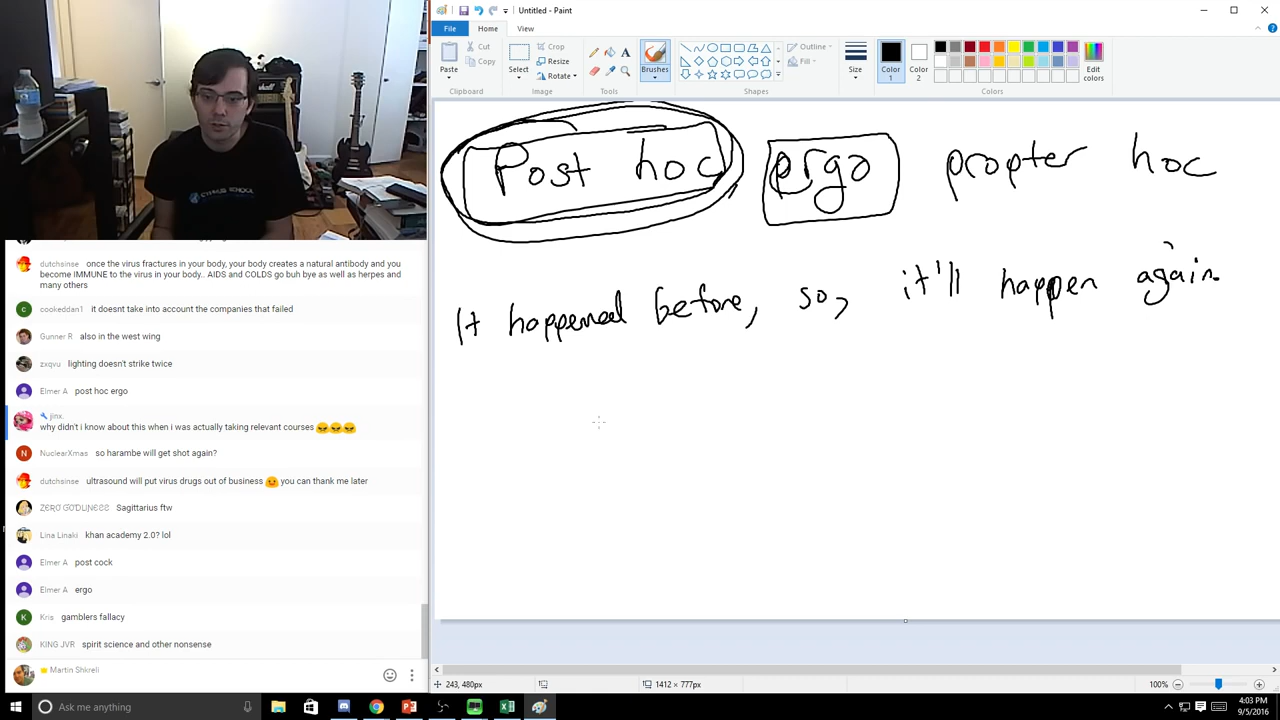 Untitled - Paint
File
Home
View
Paste
Cut
Copy
Clipboard
Select
Crop
Resize
Rotate
Image
Tools
Brushes
Shapes
Outline
Fill
Size
Color 1
Color 2
Edit colors
Colors
Post hoc ergo propter hoc
It happened before, so, it'll happen again.
dutchsinse once the virus fractures in your body, your body creates a natural antibody and you
become IMMUNE to the virus in your body.. AIDS and COLDS go buh bye as well as herpes and
many others
cookeddan1 it doesnt take into account the companies that failed
Gunner R also in the west wing
zxqvu lighting doesn't strike twice
Elmer A post hoc ergo
jinx.
why didn't i know about this when i was actually taking relevant courses
NuclearXmas so harambe will get shot again?
dutchsinse ultrasound will put virus drugs out of business you can thank me later
ZERO GODLINESS Sagittarius ftw
Lina Linaki khan academy 2.0? lol
Elmer A post cock
Elmer A ergo
Kris gamblers fallacy
KING JVR spirit science and other nonsense
Martin Shkreli
243, 480px
1412 × 777px
100%
Ask me anything
4:03 PM
9/5/2016